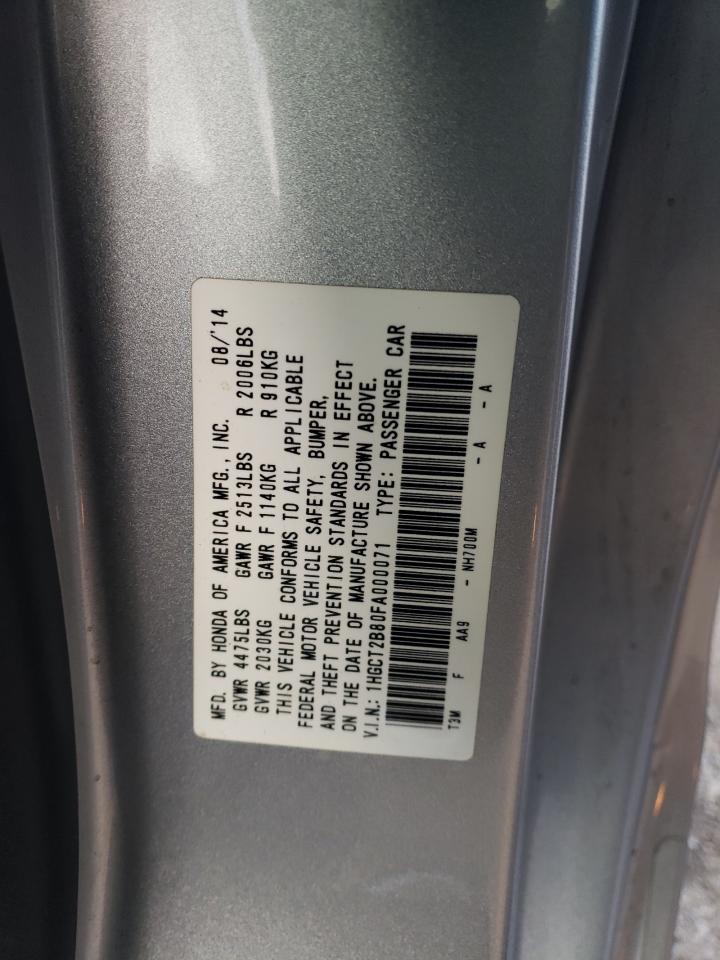 MFD. BY HONDA OF AMERICA MFG., INC. 08/'14
GVWR 4475LBS GAWR F 2513LBS R 2006LBS
GVWR 2030KG GAWR F 1140KG R 910KG
THIS VEHICLE CONFORMS TO ALL APPLICABLE
FEDERAL MOTOR VEHICLE SAFETY, BUMPER,
AND THEFT PREVENTION STANDARDS IN EFFECT
ON THE DATE OF MANUFACTURE SHOWN ABOVE.
V.I.N.: 1HGCT2B80FA000071 TYPE: PASSENGER CAR
T3M F AA9 - NH700M - A - A